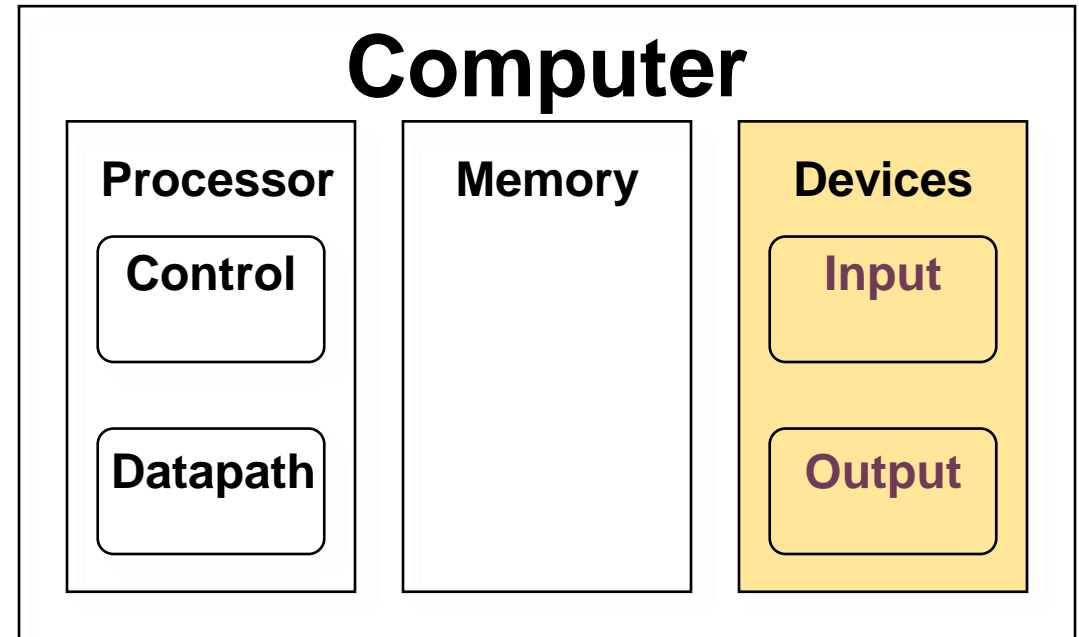 Computer
Processor
Control
Datapath
Memory
Devices
Input
Output